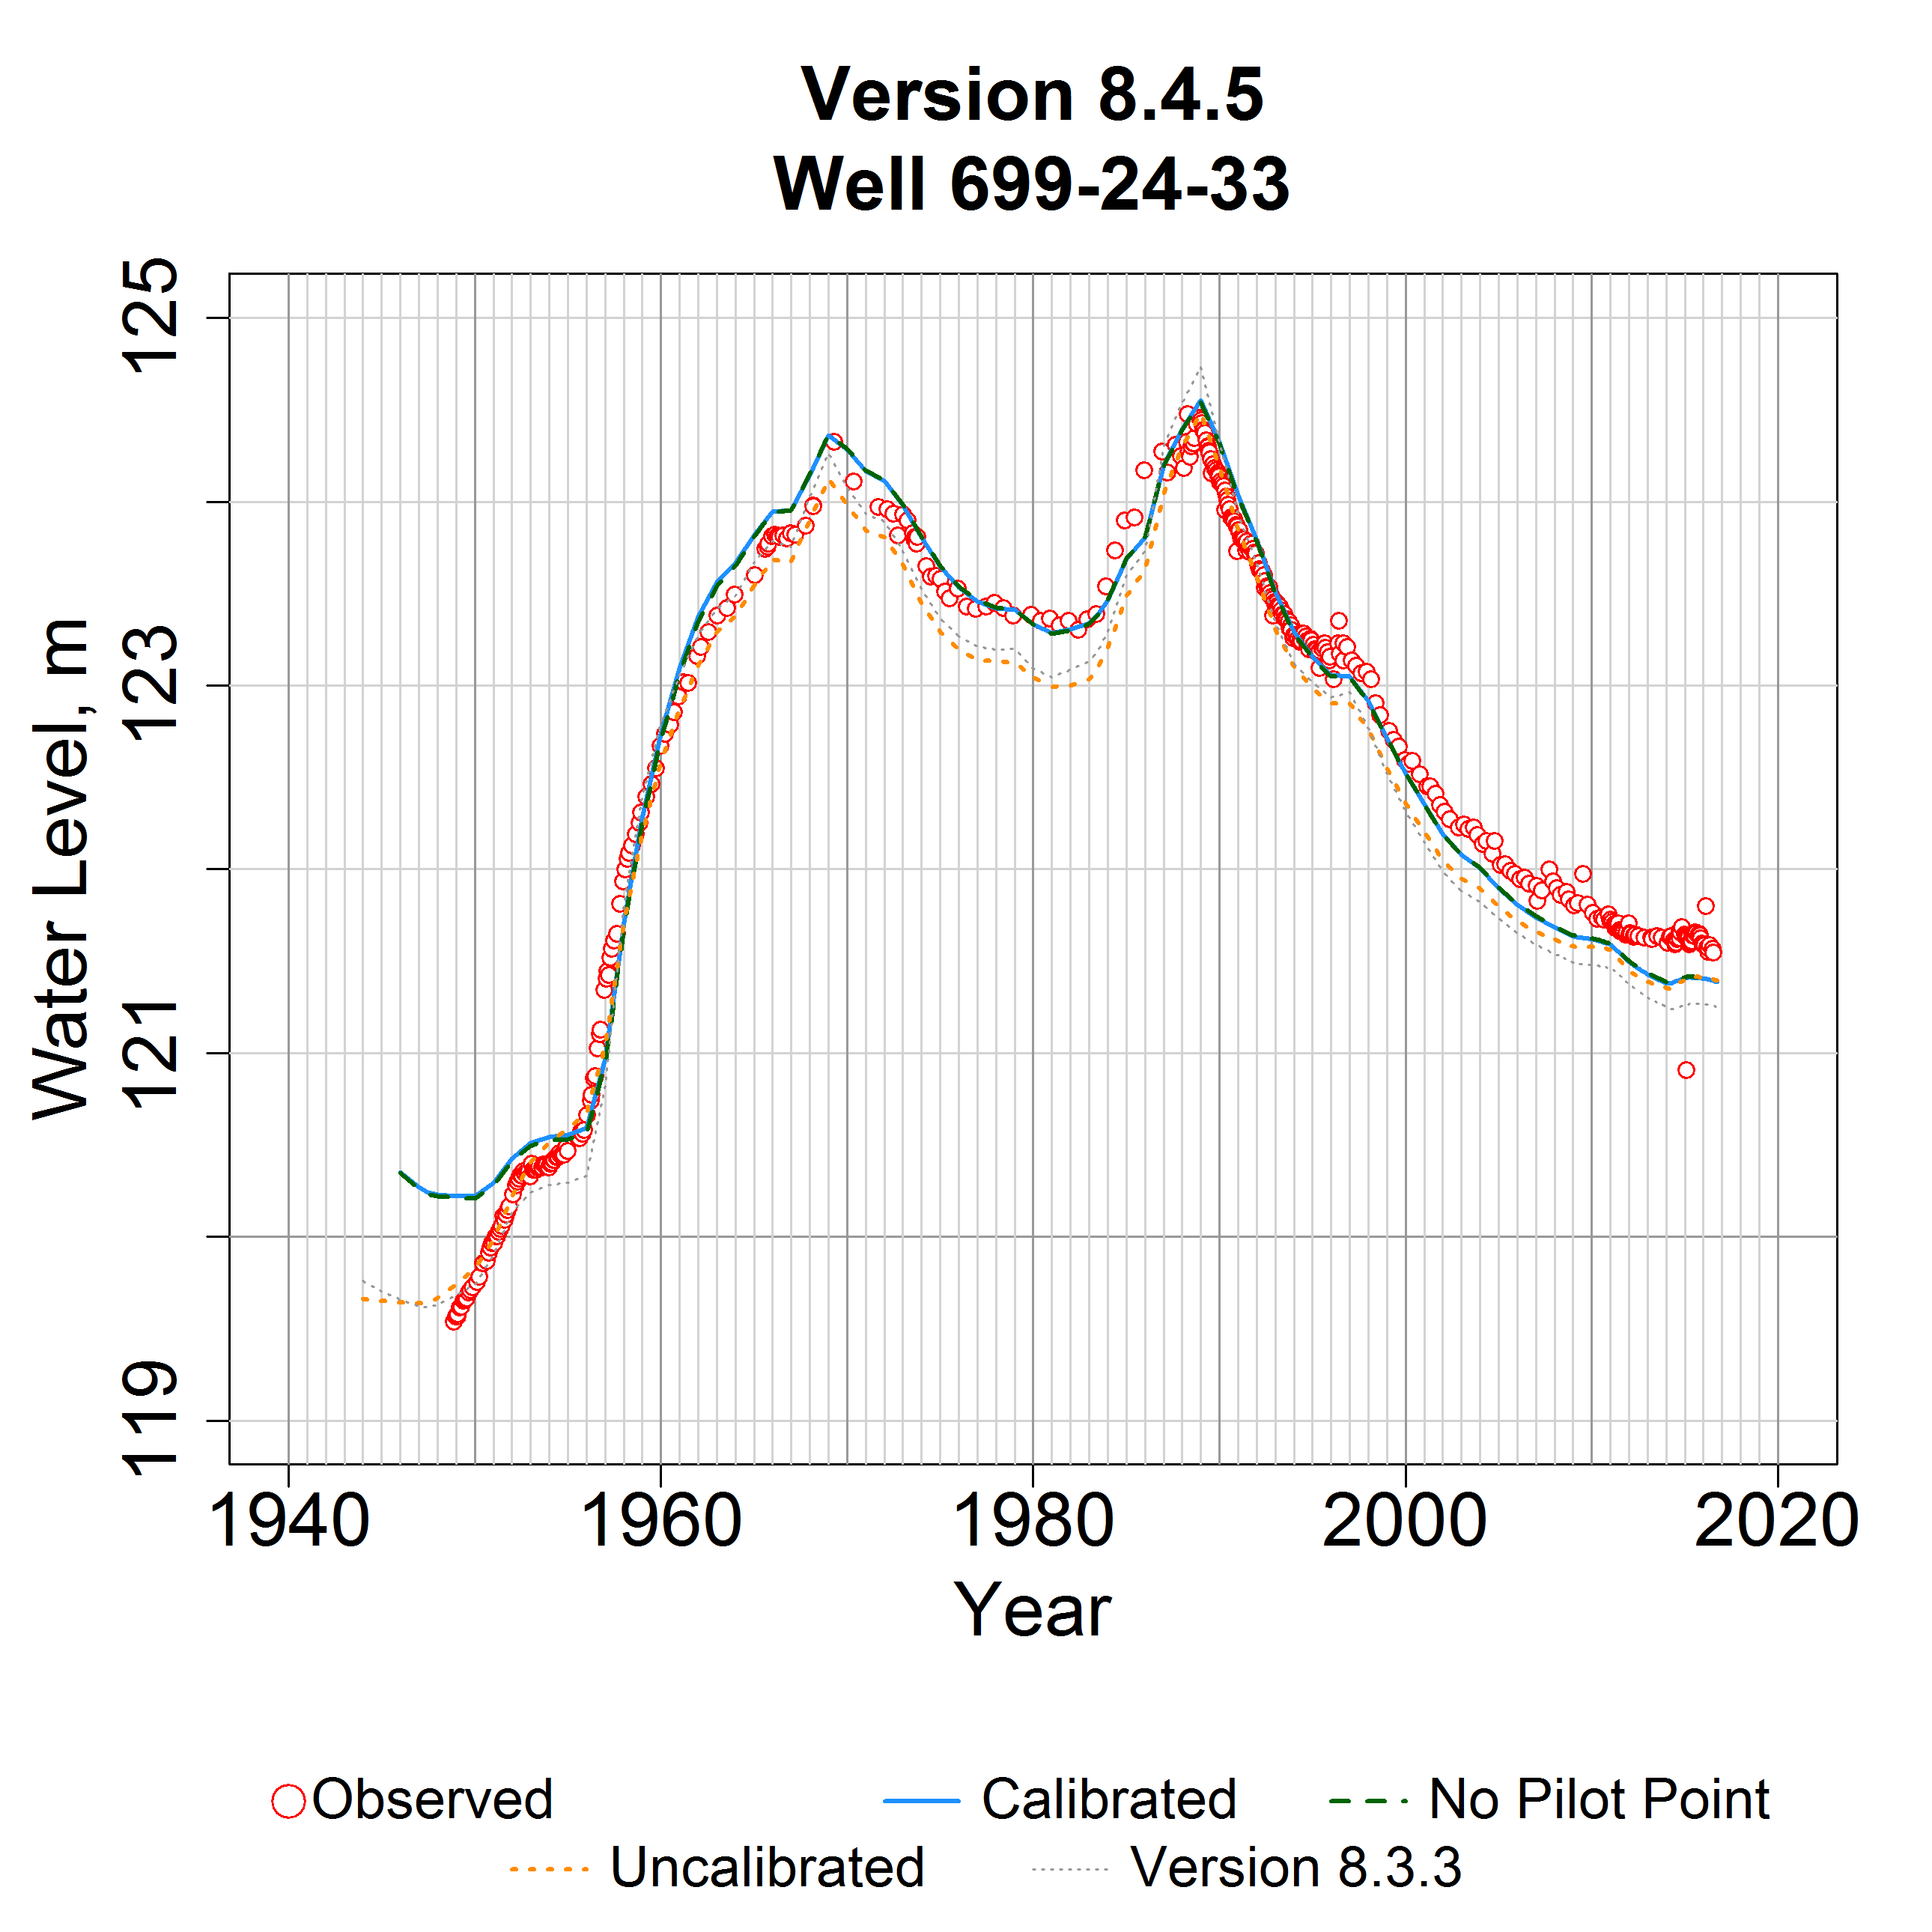 Version 8.4.5
Well 699-24-33
Water Level, m
125
123
121
119
1940 1960 1980 2000 2020
Year
Observed Calibrated No Pilot Point
Uncalibrated Version 8.3.3